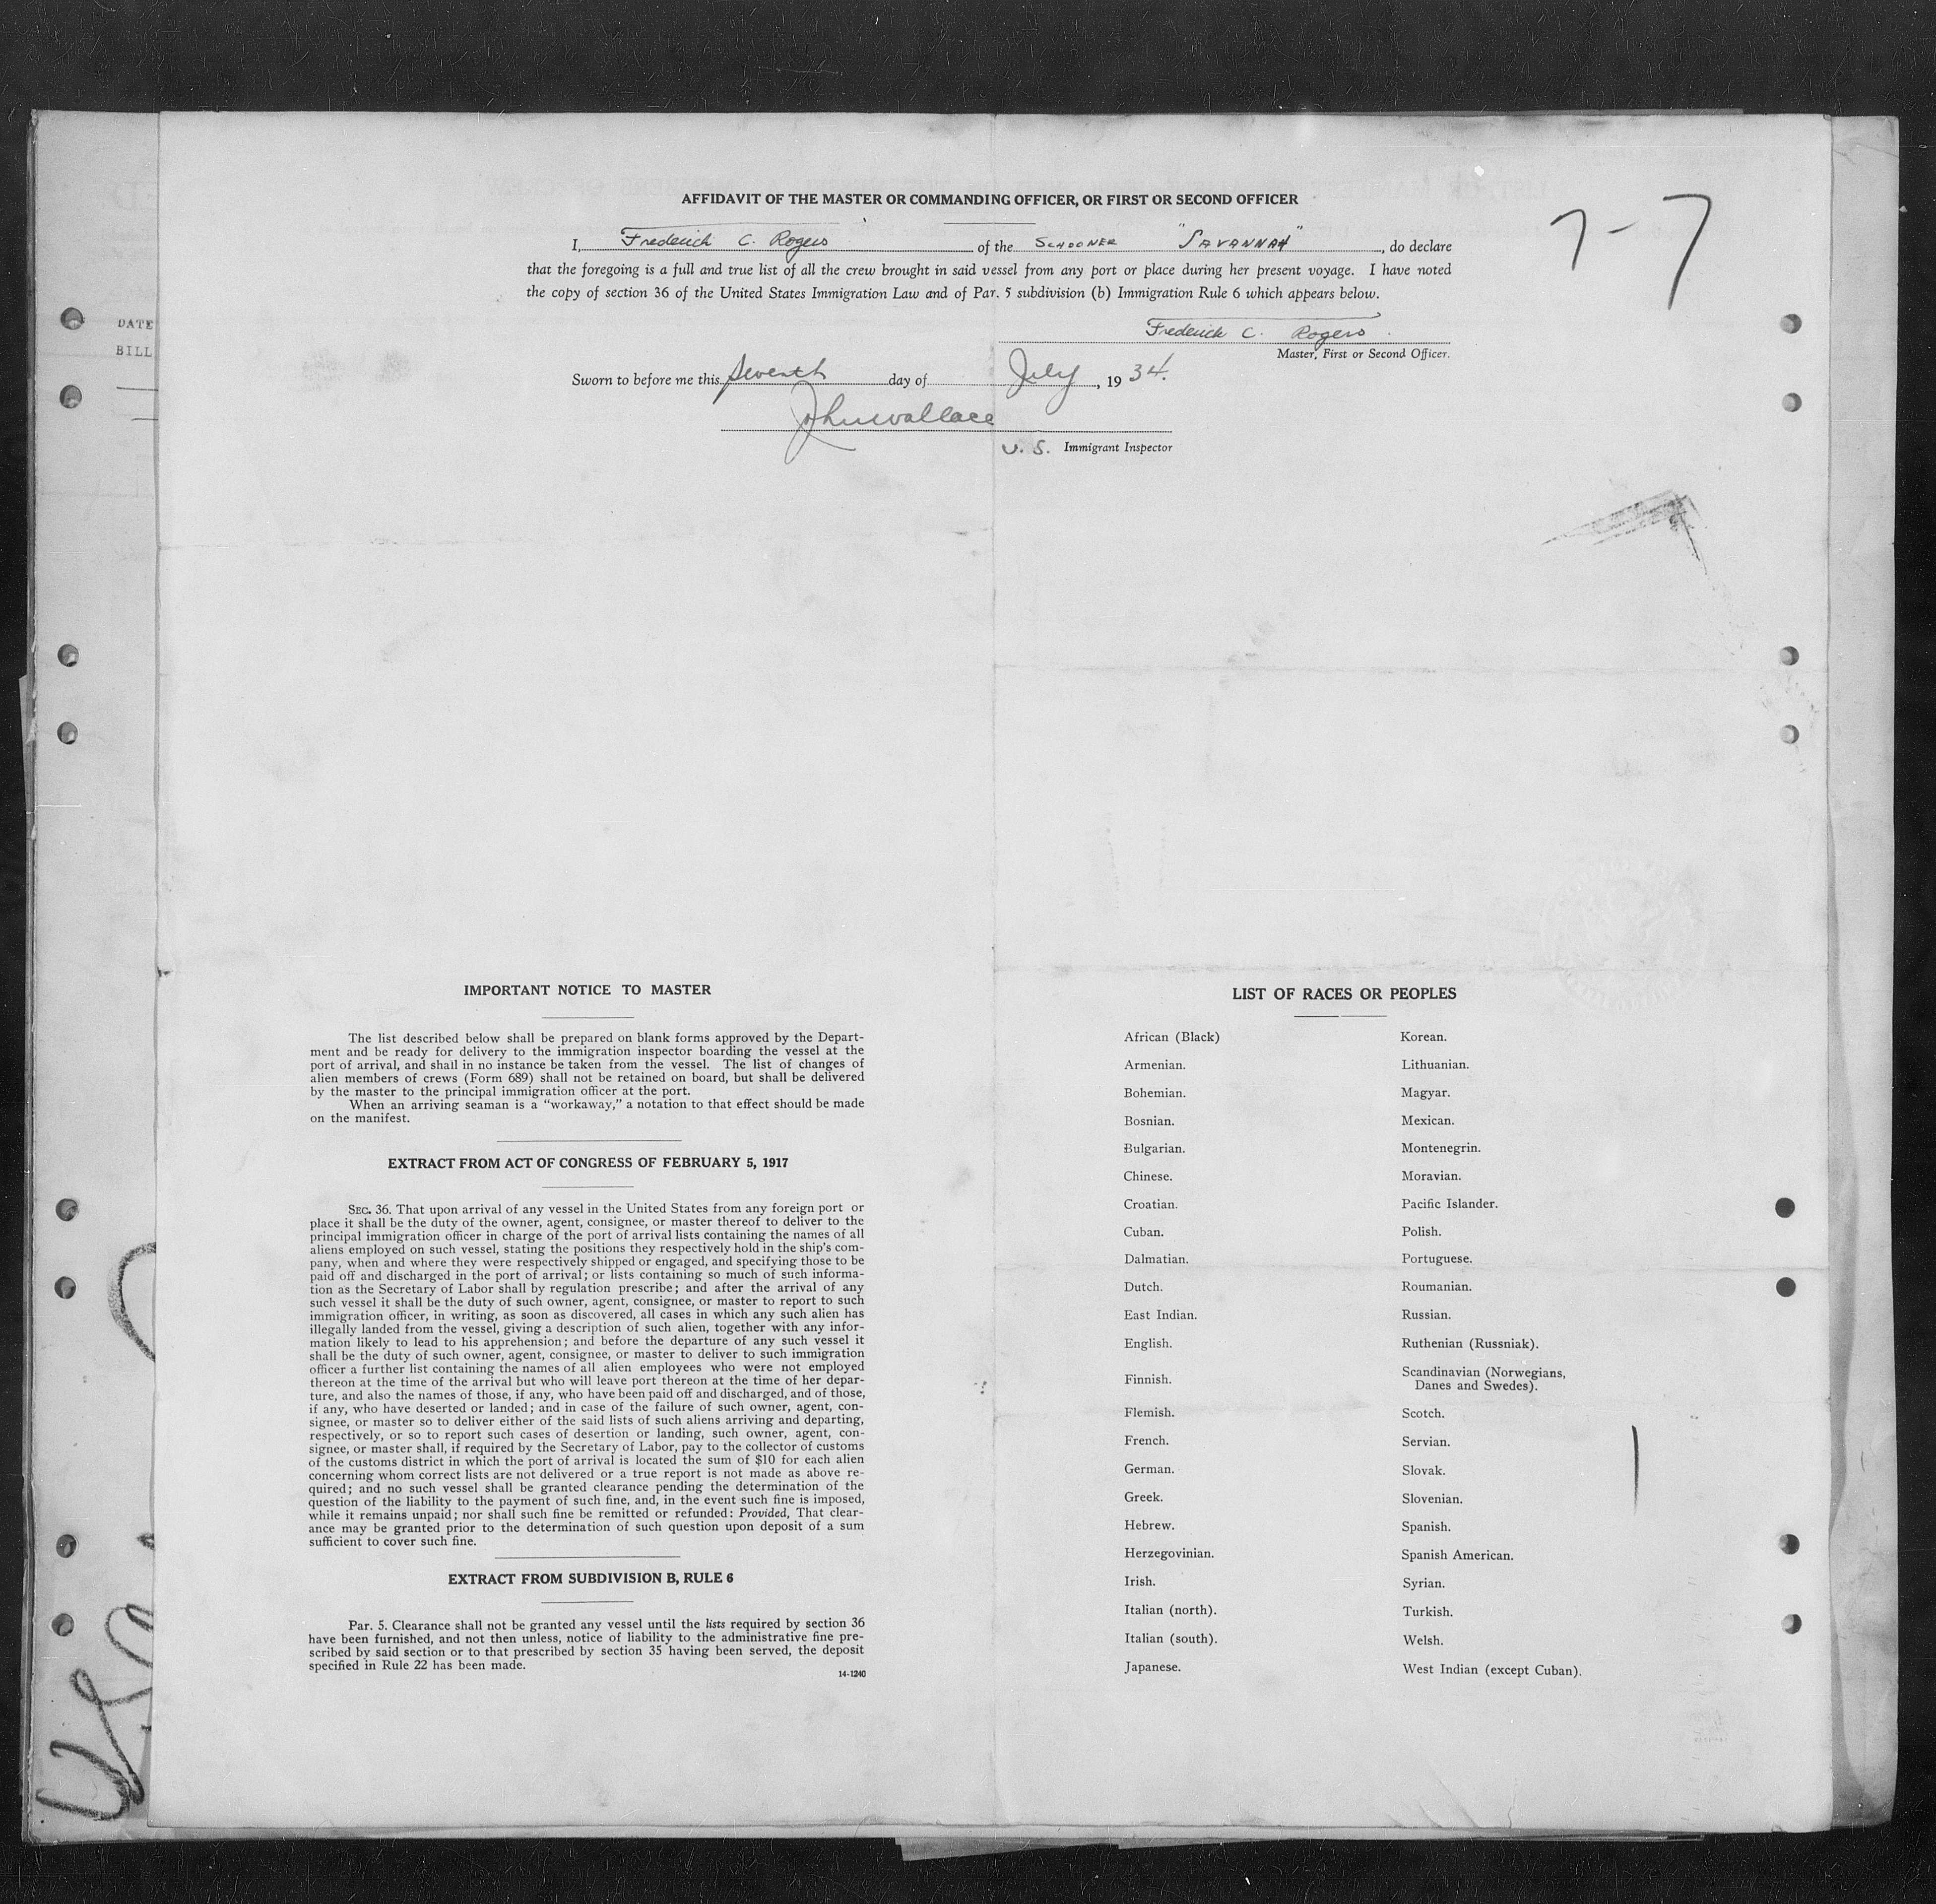 AFFIDAVIT OF THE MASTER OR COMMANDING OFFICER, OR FIRST OR SECOND OFFICER
7-7
I, Frederick C. Rogers of the SCHOONER "SAVANNAH", do declare
that the foregoing is a full and true list of all the crew brought in said vessel from any port or place during her present voyage. I have noted
the copy of section 36 of the United States Immigration Law and of Par. 5 subdivision (b) Immigration Rule 6 which appears below.
Frederick C. Rogers
Master, First or Second Officer.
Sworn to before me this seventh day of July, 1934.
John Wallace
U. S. Immigrant Inspector
DATE
BILL
IMPORTANT NOTICE TO MASTER
The list described below shall be prepared on blank forms approved by the Depart-
ment and be ready for delivery to the immigration inspector boarding the vessel at the
port of arrival, and shall in no instance be taken from the vessel. The list of changes of
alien members of crews (Form 689) shall not be retained on board, but shall be delivered
by the master to the principal immigration officer at the port.
When an arriving seaman is a "workaway," a notation to that effect should be made
on the manifest.
EXTRACT FROM ACT OF CONGRESS OF FEBRUARY 5, 1917
SEC. 36. That upon arrival of any vessel in the United States from any foreign port or
place it shall be the duty of the owner, agent, consignee, or master thereof to deliver to the
principal immigration officer in charge of the port of arrival lists containing the names of all
aliens employed on such vessel, stating the positions they respectively hold in the ship's com-
pany, when and where they were respectively shipped or engaged, and specifying those to be
paid off and discharged in the port of arrival; or lists containing so much of such informa-
tion as the Secretary of Labor shall by regulation prescribe; and after the arrival of any
such vessel it shall be the duty of such owner, agent, consignee, or master to report to such
immigration officer, in writing, as soon as discovered, all cases in which any such alien has
illegally landed from the vessel, giving a description of such alien, together with any infor-
mation likely to lead to his apprehension; and before the departure of any such vessel it
shall be the duty of such owner, agent, consignee, or master to deliver to such immigration
officer a further list containing the names of all alien employees who were not employed
thereon at the time of the arrival but who will leave port thereon at the time of her depar-
ture, and also the names of those, if any, who have been paid off and discharged, and of those,
if any, who have deserted or landed; and in case of the failure of such owner, agent, con-
signee, or master so to deliver either of the said lists of such aliens arriving and departing,
respectively, or so to report such cases of desertion or landing, such owner, agent, con-
signee, or master shall, if required by the Secretary of Labor, pay to the collector of customs
of the customs district in which the port of arrival is located the sum of $10 for each alien
concerning whom correct lists are not delivered or a true report is not made as above re-
quired; and no such vessel shall be granted clearance pending the determination of the
question of the liability to the payment of such fine, and, in the event such fine is imposed,
while it remains unpaid; nor shall such fine be remitted or refunded: Provided, That clear-
ance may be granted prior to the determination of such question upon deposit of a sum
sufficient to cover such fine.
EXTRACT FROM SUBDIVISION B, RULE 6
Par. 5. Clearance shall not be granted any vessel until the lists required by section 36
have been furnished, and not then unless, notice of liability to the administrative fine pre-
scribed by said section or to that prescribed by section 35 having been served, the deposit
specified in Rule 22 has been made.
14-1240
LIST OF RACES OR PEOPLES
African (Black)
Armenian.
Bohemian.
Bosnian.
Bulgarian.
Chinese.
Croatian.
Cuban.
Dalmatian.
Dutch.
East Indian.
English.
Finnish.
Flemish.
French.
German.
Greek.
Hebrew.
Herzegovinian.
Irish.
Italian (north).
Italian (south).
Japanese.
Korean.
Lithuanian.
Magyar.
Mexican.
Montenegrin.
Moravian.
Pacific Islander.
Polish.
Portuguese.
Roumanian.
Russian.
Ruthenian (Russniak).
Scandinavian (Norwegians,
Danes and Swedes).
Scotch.
Servian.
Slovak.
Slovenian.
Spanish.
Spanish American.
Syrian.
Turkish.
Welsh.
West Indian (except Cuban).